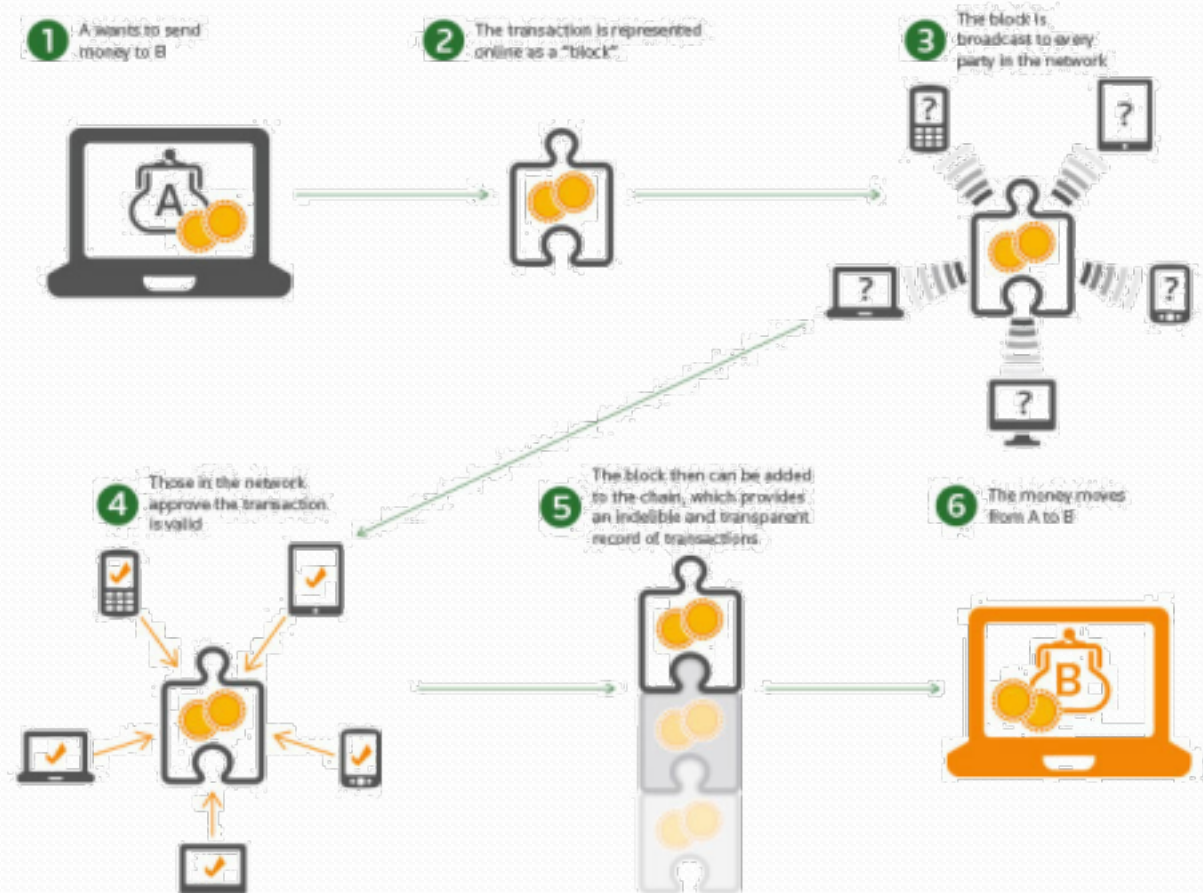 1
A wants to send
money to B
2
The transaction is represented
online as a "block"
3
The block is
broadcast to every
party in the network
A
?
?
?
?
?
4
Those in the network
approve the transaction
is valid
5
The block then can be added
to the chain, which provides
an indelible and transparent
record of transactions
6
The money moves
from A to B
B